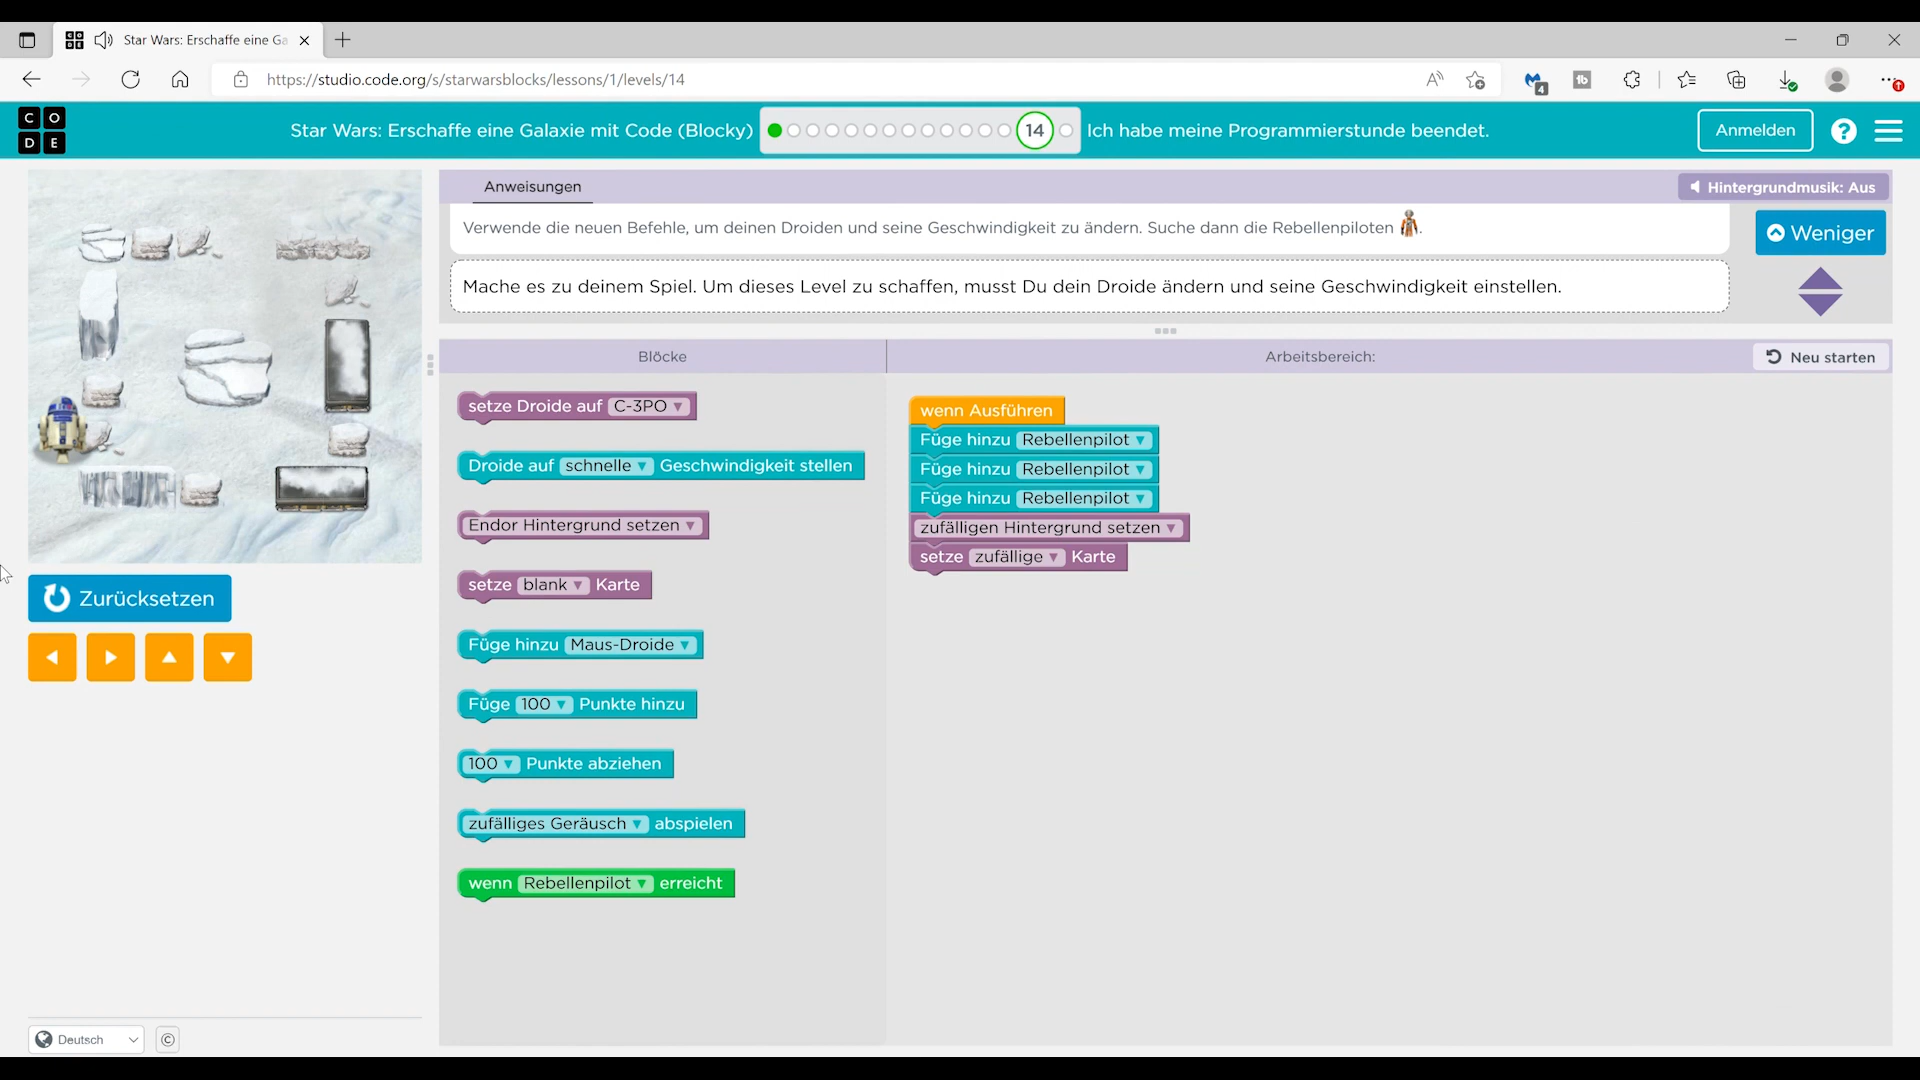 Star Wars: Erschaffe eine Ga
https://studio.code.org/s/starwarsblocks/lessons/1/levels/14
4
CODE
Star Wars: Erschaffe eine Galaxie mit Code (Blocky)
14
Ich habe meine Programmierstunde beendet.
Anmelden
?
Anweisungen
Hintergrundmusik: Aus
Verwende die neuen Befehle, um deinen Droiden und seine Geschwindigkeit zu ändern. Suche dann die Rebellenpiloten .
Weniger
Mache es zu deinem Spiel. Um dieses Level zu schaffen, musst Du dein Droide ändern und seine Geschwindigkeit einstellen.
Blöcke
Arbeitsbereich:
Neu starten
setze Droide auf C-3PO
Droide auf schnelle Geschwindigkeit stellen
Endor Hintergrund setzen
setze blank Karte
Füge hinzu Maus-Droide
Füge 100 Punkte hinzu
100 Punkte abziehen
zufälliges Geräusch abspielen
wenn Rebellenpilot erreicht
wenn Ausführen
Füge hinzu Rebellenpilot
Füge hinzu Rebellenpilot
Füge hinzu Rebellenpilot
zufälligen Hintergrund setzen
setze zufällige Karte
Zurücksetzen
Deutsch
©